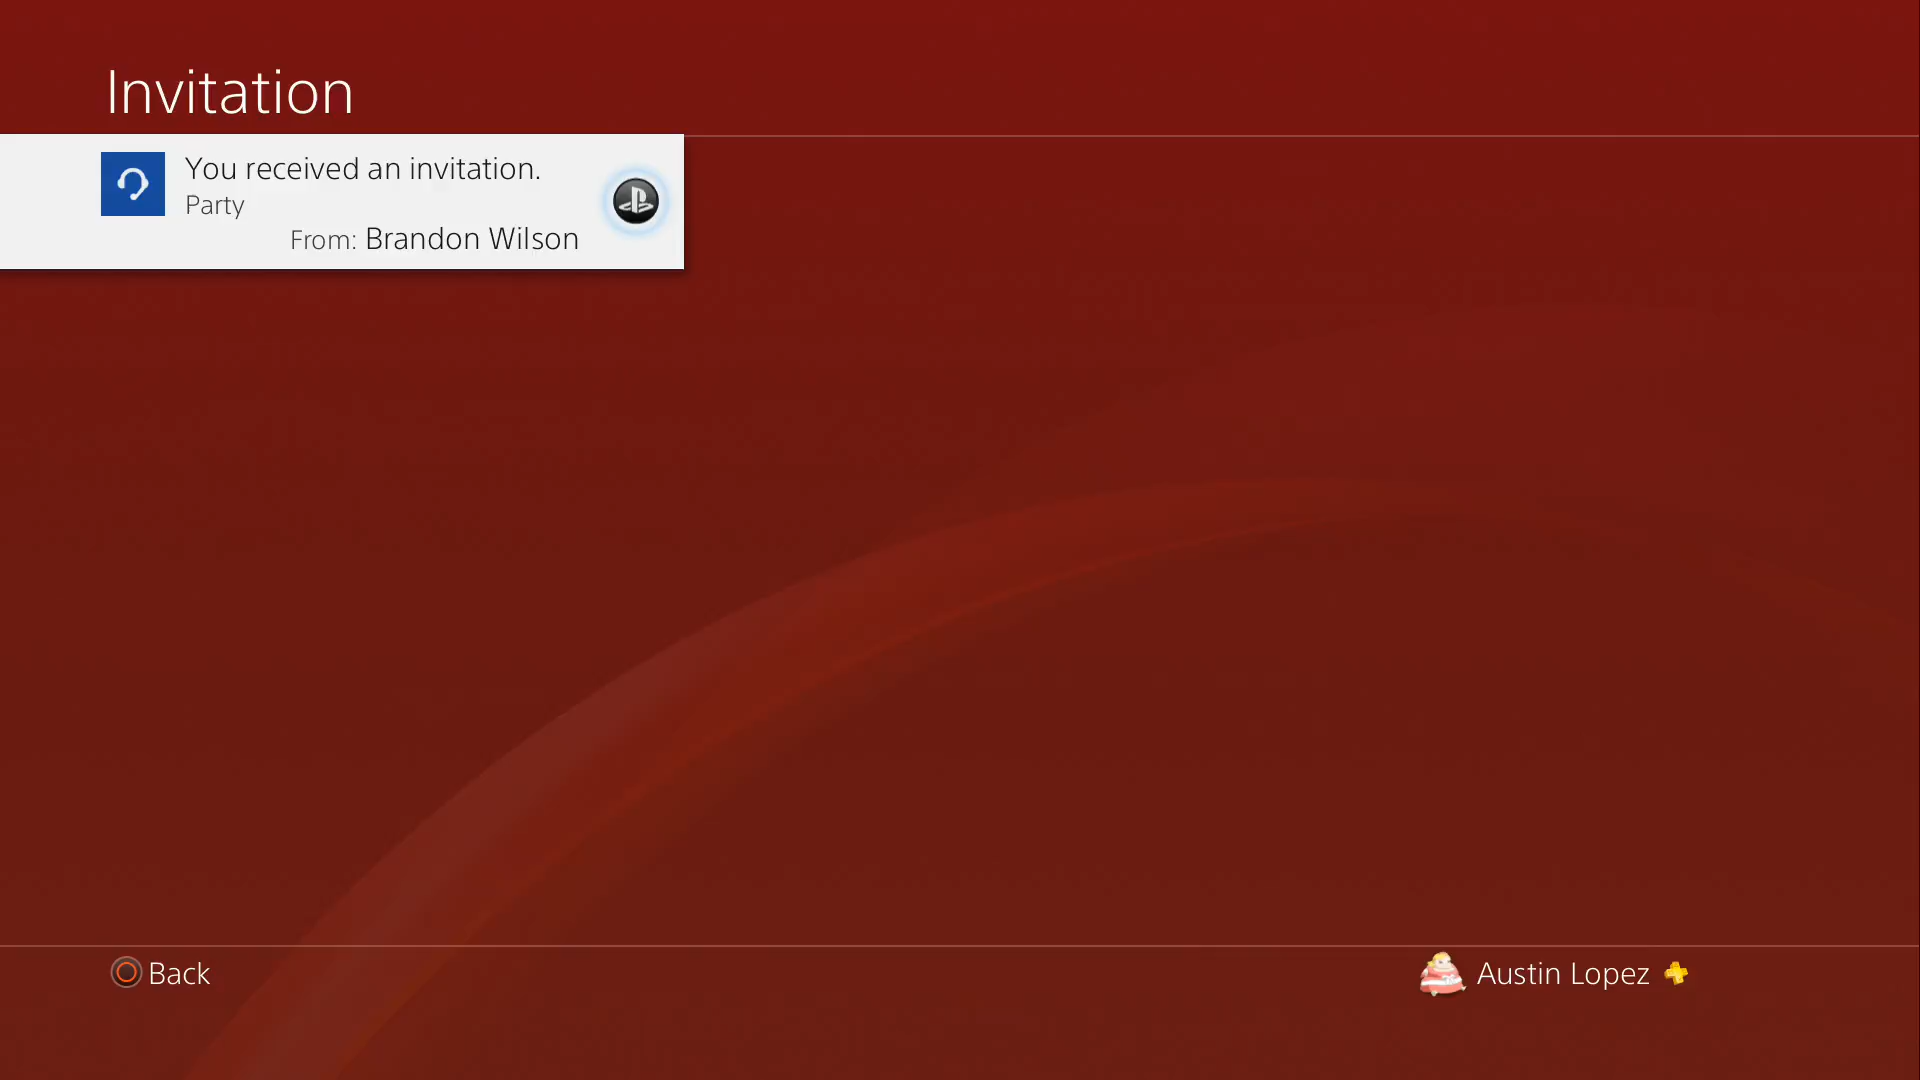 Invitation
You received an invitation.
Party
From: Brandon Wilson
Back
Austin Lopez